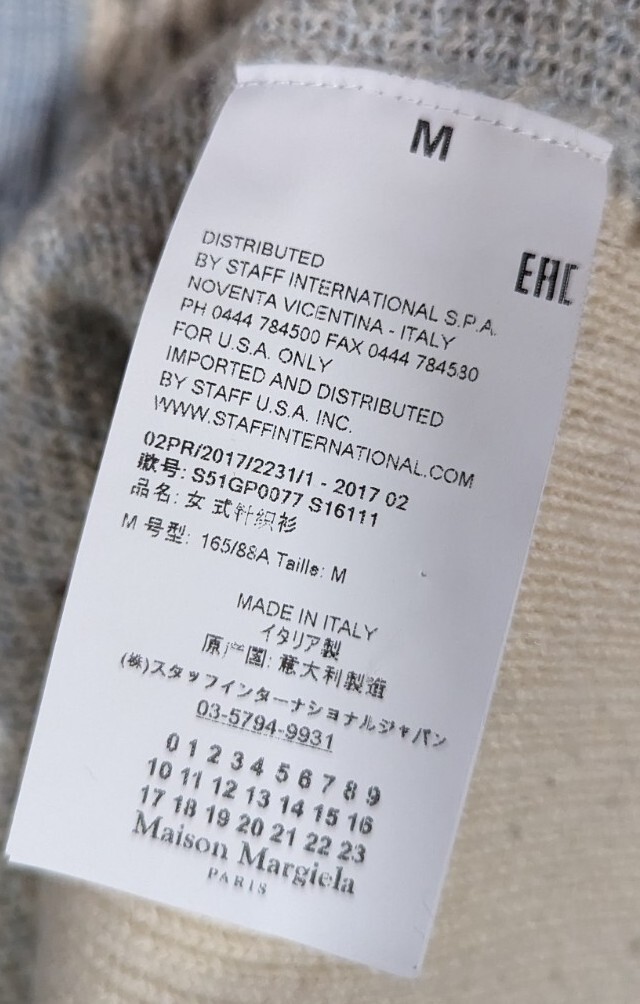 M
EAC
DISTRIBUTED
BY STAFF INTERNATIONAL S.P.A.
NOVENTA VICENTINA - ITALY
PH 0444 784500 FAX 0444 784530
FOR U.S.A. ONLY
IMPORTED AND DISTRIBUTED
BY STAFF U.S.A. INC.
WWW.STAFFINTERNATIONAL.COM
02PR/2017/2231/1 - 2017 02
款号: S51GP0077 S16111
品名: 女式针织衫
M 号型: 165/88A Taille: M
MADE IN ITALY
イタリア製
原产国: 意大利製造
(株)スタッフインターナショナルジャパン
03-5794-9931
0 1 2 3 4 5 6 7 8 9
10 11 12 13 14 15 16
17 18 19 20 21 22 23
Maison Margiela
PARIS